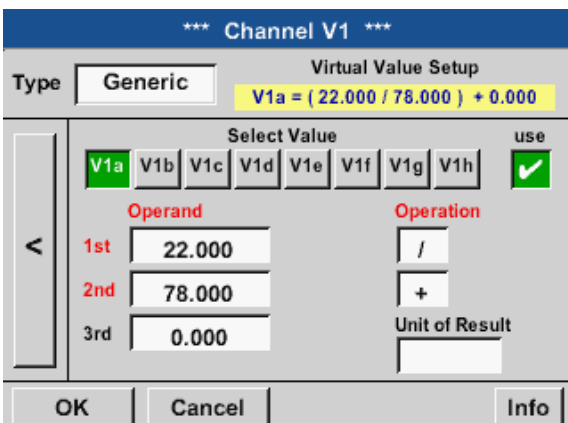 *** Channel V1 ***
Type Generic
Virtual Value Setup
V1a = ( 22.000 / 78.000 ) + 0.000
Select Value use
V1a V1b V1c V1d V1e V1f V1g V1h ✔
Operand Operation
< 1st 22.000 /
2nd 78.000 +
3rd 0.000 Unit of Result
OK Cancel Info